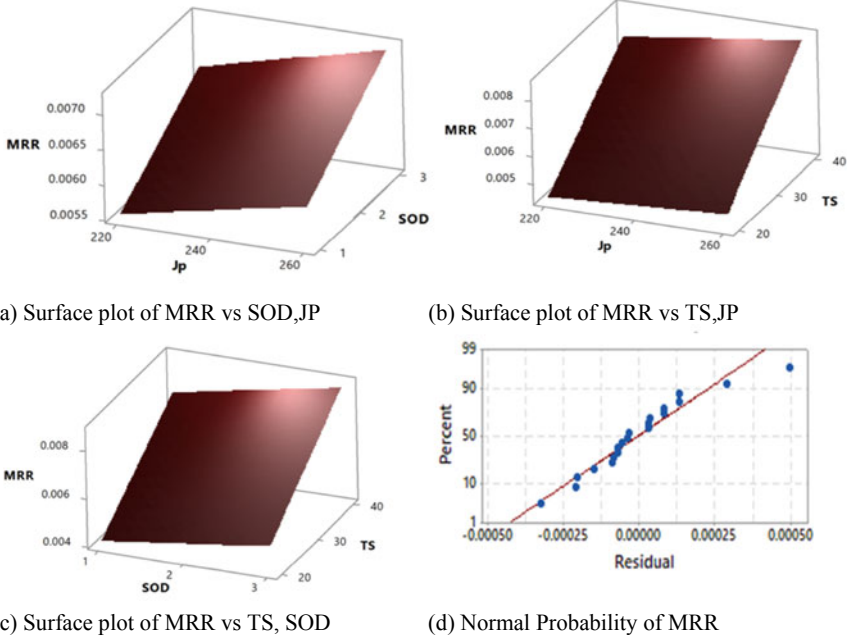 0.0070
MRR 0.0065
0.0060
0.0055
220
240
260
Jp
1
2
3
SOD
0.008
MRR 0.007
0.006
0.005
220
240
260
Jp
20
30
40
TS
a) Surface plot of MRR vs SOD,JP
(b) Surface plot of MRR vs TS,JP
0.008
MRR
0.006
0.004
1
2
3
SOD
20
30
40
TS
99
90
50
10
1
Percent
-0.00050 -0.00025 0.00000 0.00025 0.00050
Residual
c) Surface plot of MRR vs TS, SOD
(d) Normal Probability of MRR